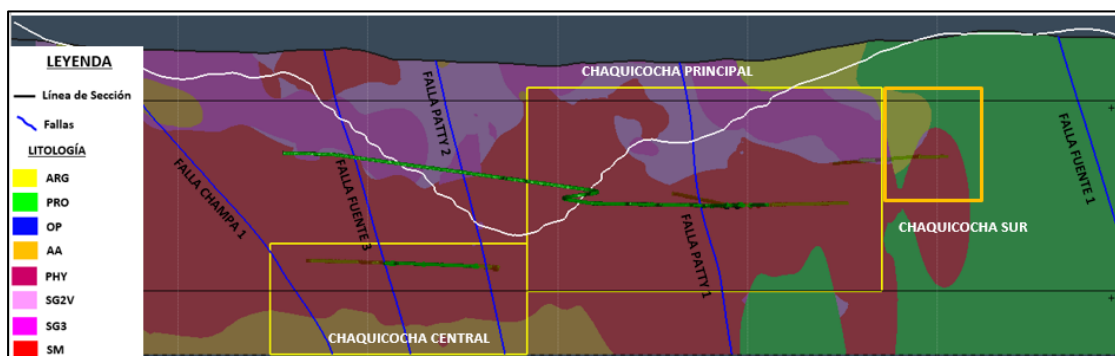 LEYENDA
Línea de Sección
Fallas
LITOLOGÍA
ARG
PRO
OP
AA
PHY
SG2V
SG3
SM
FALLA CHAMPA 1
FALLA FUENTE 3
FALLA PATTY 2
CHAQUICOCHA PRINCIPAL
FALLA PATTY 1
FALLA FUENTE 1
CHAQUICOCHA SUR
CHAQUICOCHA CENTRAL